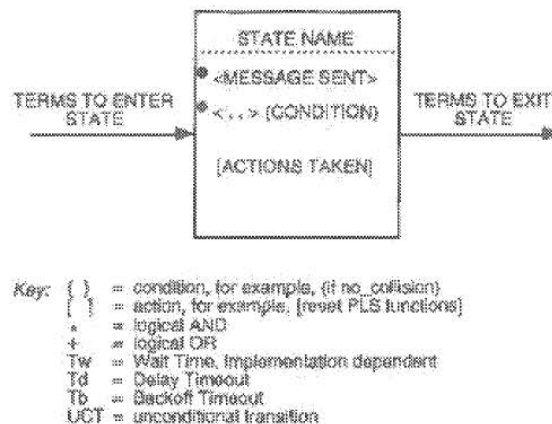 STATE NAME
• <MESSAGE SENT>
• <...> (CONDITION)
[ACTIONS TAKEN]
TERMS TO ENTER
STATE
TERMS TO EXIT
STATE
Key: ( ) = condition, for example, (if no_collision)
[ ] = action, for example, [reset PLS functions]
* = logical AND
+ = logical OR
Tw = Wait Time, Implementation dependent
Td = Delay Timeout
Tb = Backoff Timeout
UCT = unconditional transition